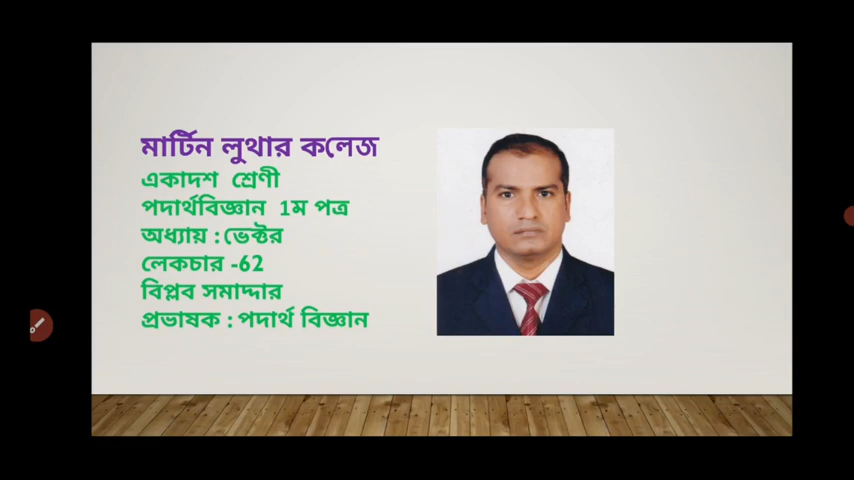 মার্টিন লুথার কলেজ
একাদশ শ্রেণী
পদার্থবিজ্ঞান 1ম পত্র
অধ্যায় : ভেক্টর
লেকচার -62
বিপ্লব সমাদ্দার
প্রভাষক : পদার্থ বিজ্ঞান